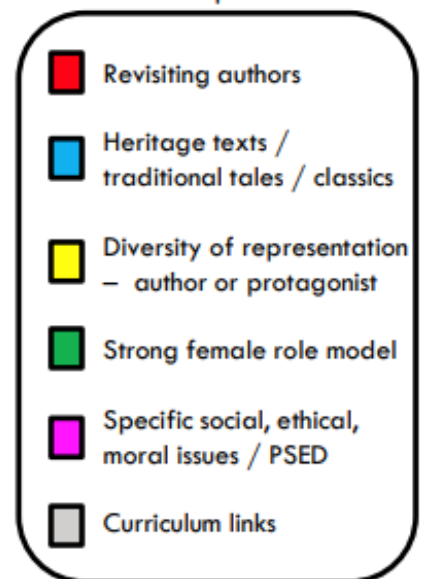 Revisiting authors
Heritage texts /
traditional tales / classics
Diversity of representation
– author or protagonist
Strong female role model
Specific social, ethical,
moral issues / PSED
Curriculum links